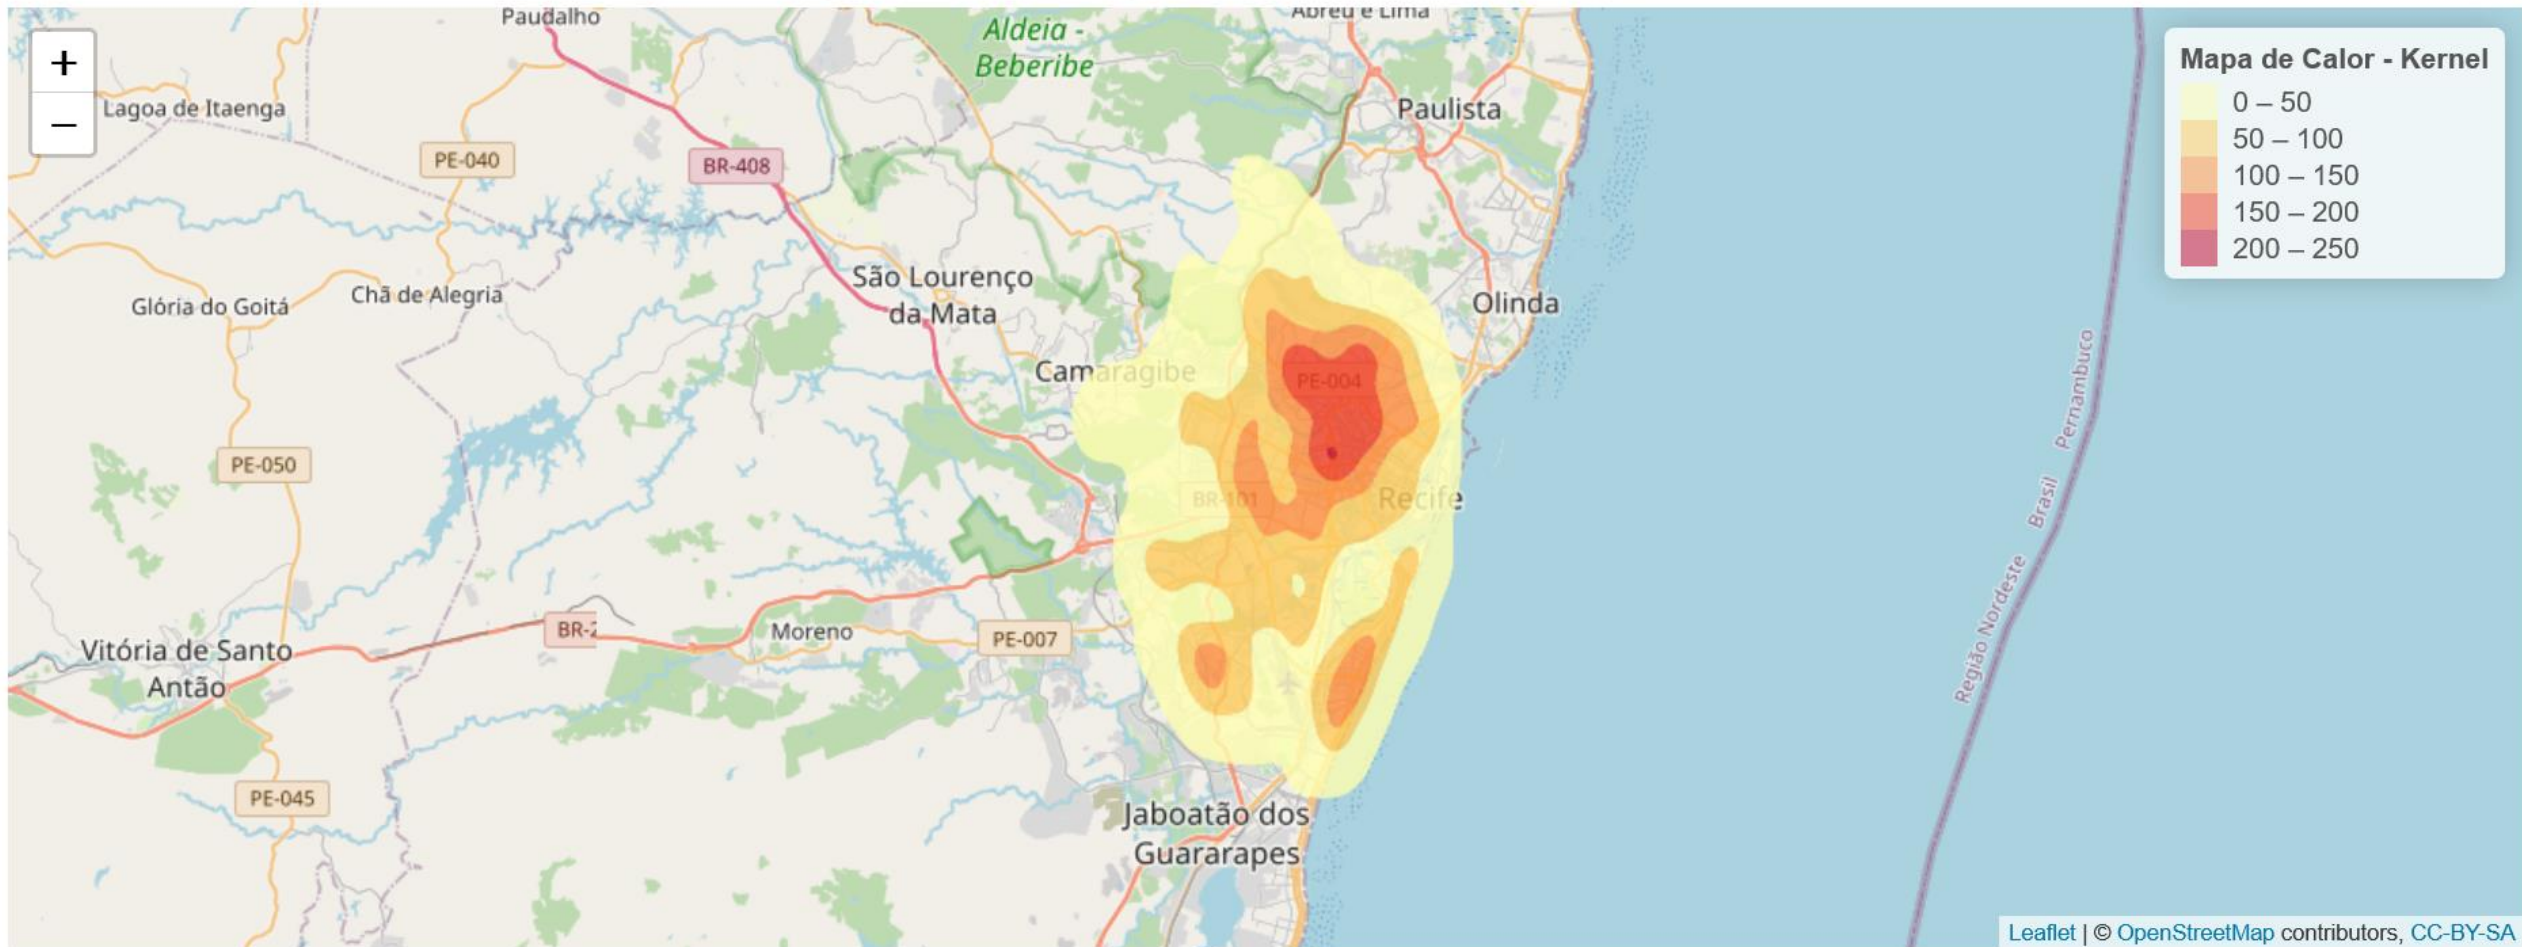 Paudalho
Aldeia -
Beberibe
Abreu e Lima
+
−
Lagoa de Itaenga
Paulista
PE-040
BR-408
São Lourenço
da Mata
Chã de Alegria
Glória do Goitá
Olinda
Camaragibe
PE-004
PE-050
BR-101
Recife
Vitória de Santo
Antão
BR-2
Moreno
PE-007
PE-045
Jaboatão dos
Guararapes
Pernambuco
Brasil
Região Nordeste
Mapa de Calor - Kernel
0 – 50
50 – 100
100 – 150
150 – 200
200 – 250
Leaflet | © OpenStreetMap contributors, CC-BY-SA